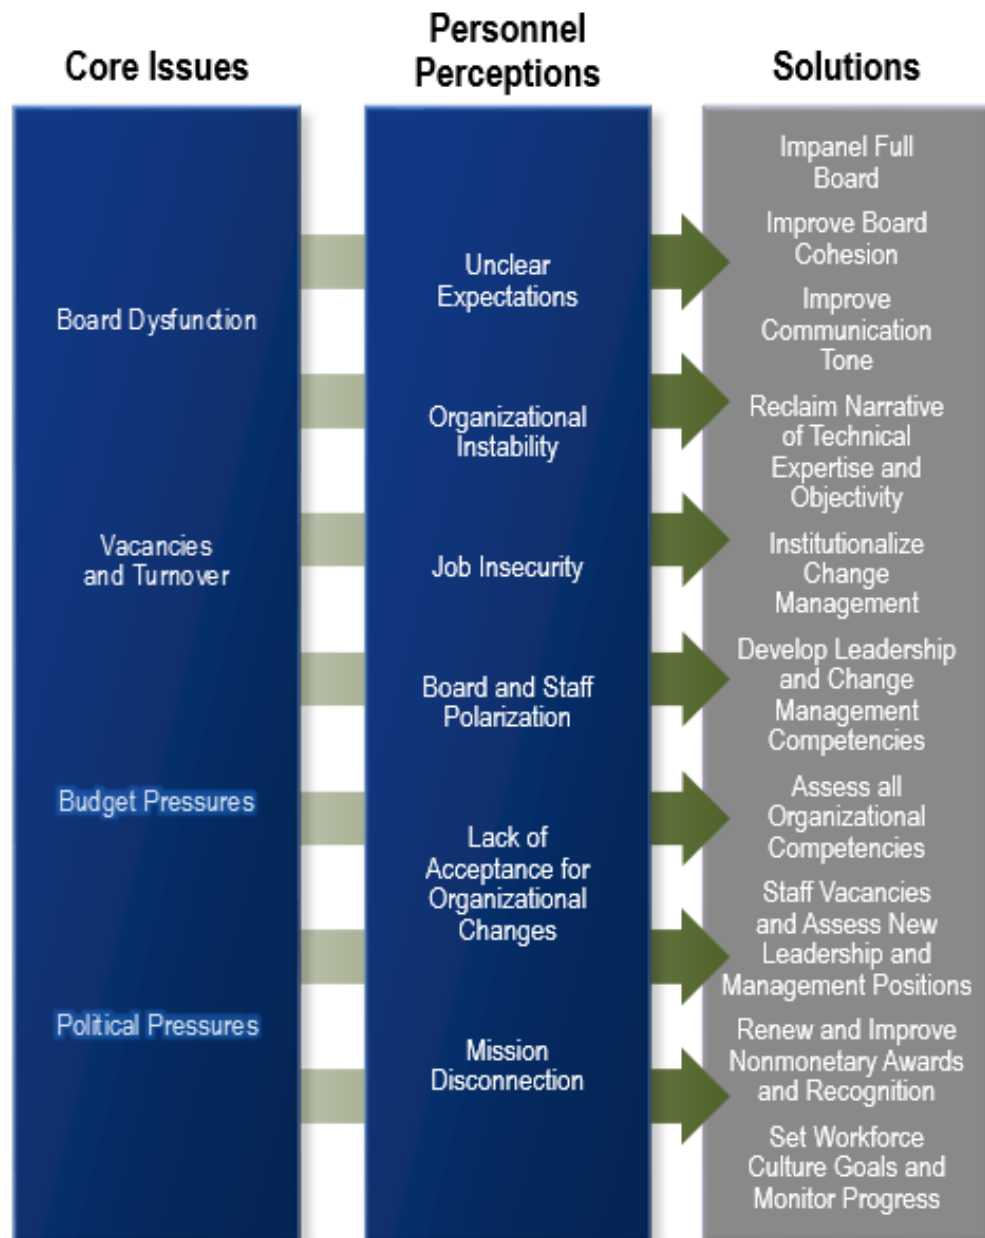 Core Issues
Board Dysfunction
Vacancies
and Turnover
Budget Pressures
Political Pressures
Personnel
Perceptions
Unclear
Expectations
Organizational
Instability
Job Insecurity
Board and Staff
Polarization
Lack of
Acceptance for
Organizational
Changes
Mission
Disconnection
Solutions
Impanel Full
Board
Improve Board
Cohesion
Improve
Communication
Tone
Reclaim Narrative
of Technical
Expertise and
Objectivity
Institutionalize
Change
Management
Develop Leadership
and Change
Management
Competencies
Assess all
Organizational
Competencies
Staff Vacancies
and Assess New
Leadership and
Management Positions
Renew and Improve
Nonmonetary Awards
and Recognition
Set Workforce
Culture Goals and
Monitor Progress